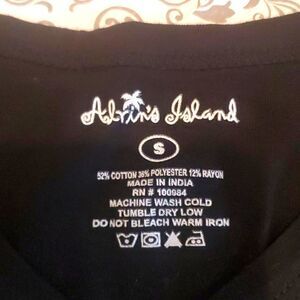 Alvin's Island
S
52% COTTON 36% POLYESTER 12% RAYON
MADE IN INDIA
RN # 100984
MACHINE WASH COLD
TUMBLE DRY LOW
DO NOT BLEACH WARM IRON